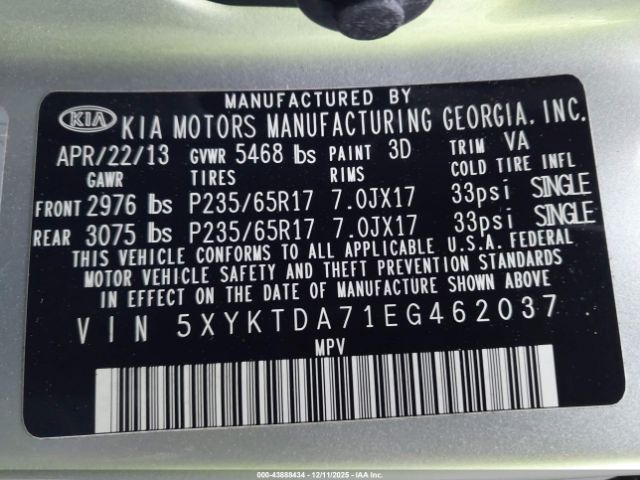 MANUFACTURED BY
KIA KIA MOTORS MANUFACTURING GEORGIA, INC.
APR/22/13 GVWR 5468 lbs PAINT 3D TRIM VA
GAWR TIRES RIMS COLD TIRE INFL
FRONT 2976 lbs P235/65R17 7.0JX17 33psi SINGLE
REAR 3075 lbs P235/65R17 7.0JX17 33psi SINGLE
THIS VEHICLE CONFORMS TO ALL APPLICABLE U.S.A. FEDERAL
MOTOR VEHICLE SAFETY AND THEFT PREVENTION STANDARDS
IN EFFECT ON THE DATE OF MANUFACTURE SHOWN ABOVE
VIN 5XYKTDA71EG462037
MPV
000-43888434 - 12/11/2025 - IAA Inc.